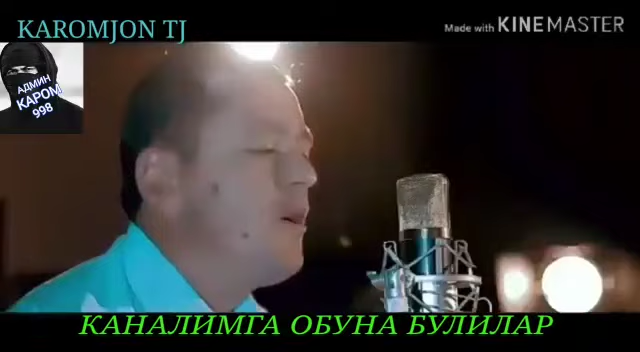 KAROMJON TJ
Made with KINEMASTER
АДМИН
КАРОМ
998
КАНАЛИМГА ОБУНА БУЛИЛАР